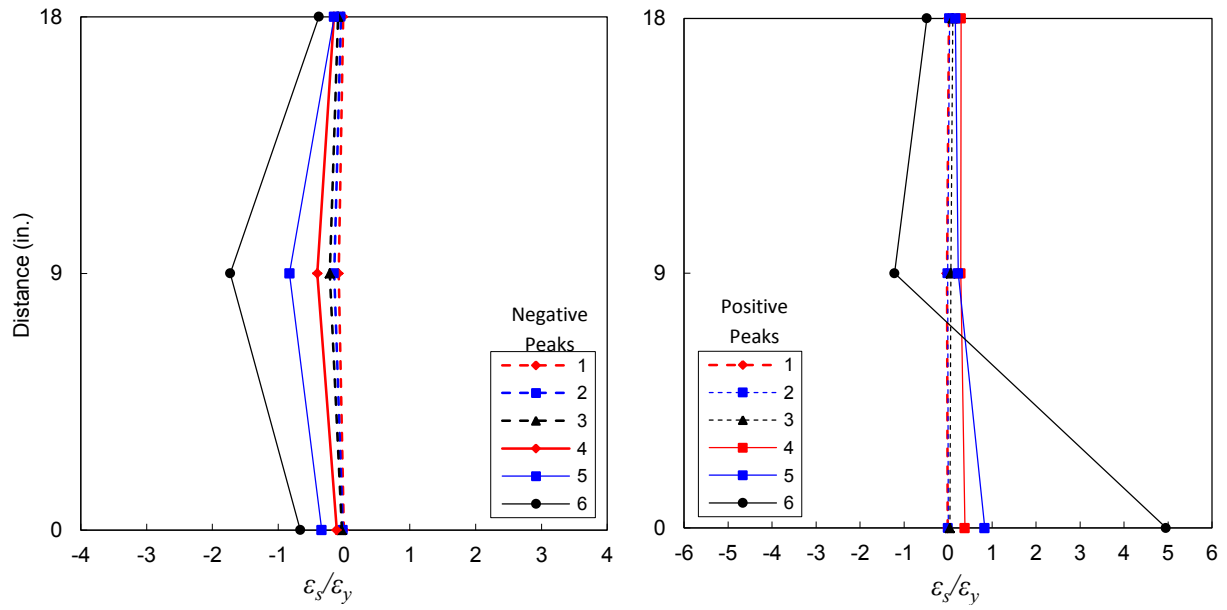 18
9
0
Distance (in.)
-4 -3 -2 -1 0 1 2 3 4
εs/εy
Negative
Peaks
1
2
3
4
5
6
18
9
0
-6 -5 -4 -3 -2 -1 0 1 2 3 4 5 6
εs/εy
Positive
Peaks
1
2
3
4
5
6